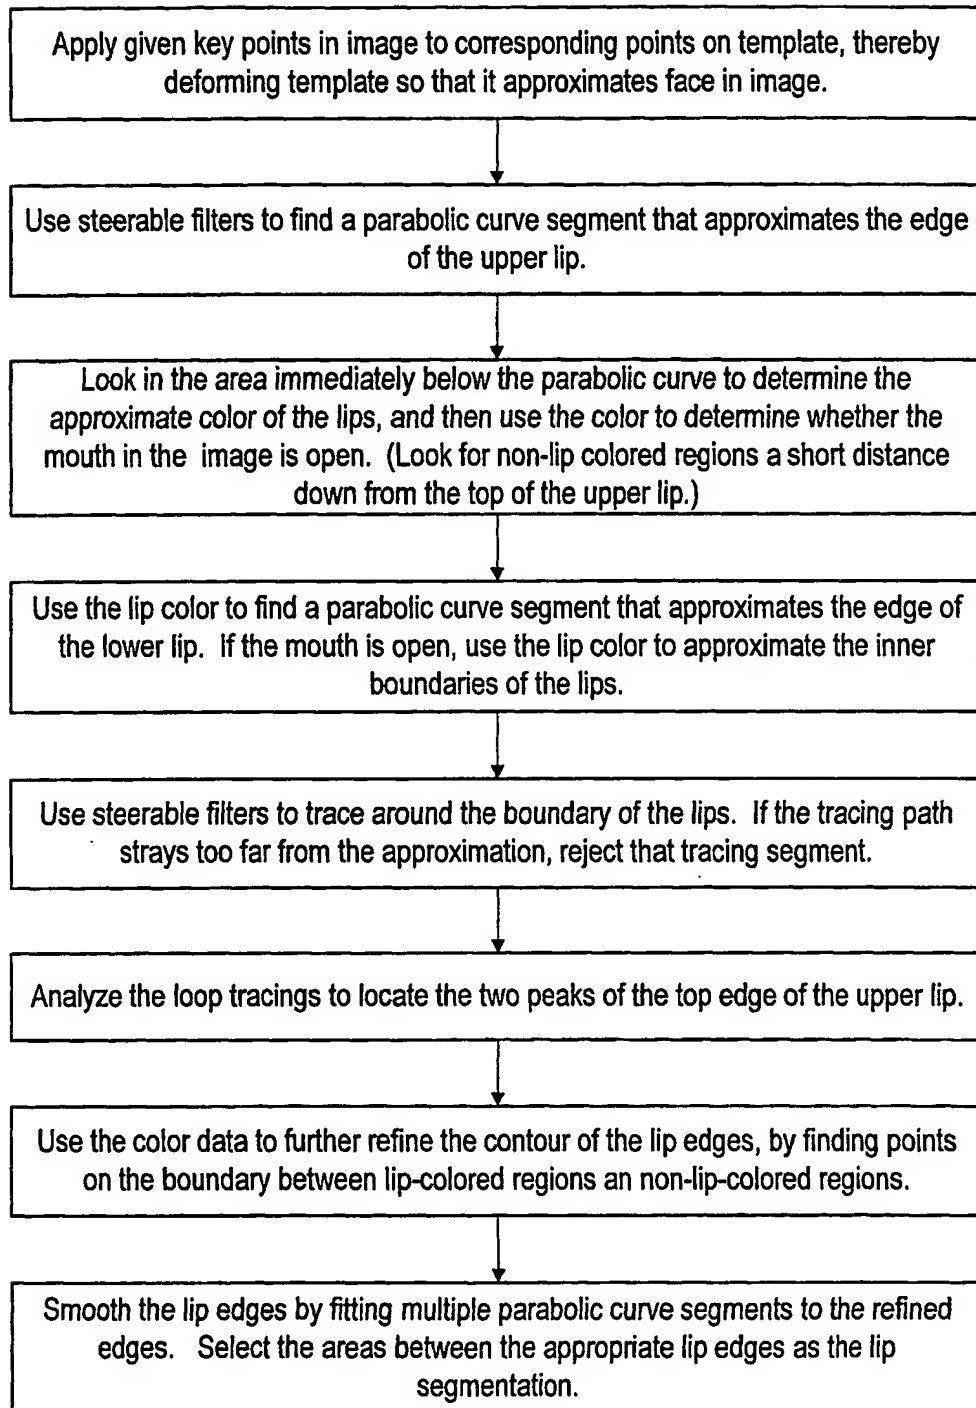 Apply given key points in image to corresponding points on template, thereby
deforming template so that it approximates face in image.
Use steerable filters to find a parabolic curve segment that approximates the edge
of the upper lip.
Look in the area immediately below the parabolic curve to determine the
approximate color of the lips, and then use the color to determine whether the
mouth in the image is open. (Look for non-lip colored regions a short distance
down from the top of the upper lip.)
Use the lip color to find a parabolic curve segment that approximates the edge of
the lower lip. If the mouth is open, use the lip color to approximate the inner
boundaries of the lips.
Use steerable filters to trace around the boundary of the lips. If the tracing path
strays too far from the approximation, reject that tracing segment.
Analyze the loop tracings to locate the two peaks of the top edge of the upper lip.
Use the color data to further refine the contour of the lip edges, by finding points
on the boundary between lip-colored regions an non-lip-colored regions.
Smooth the lip edges by fitting multiple parabolic curve segments to the refined
edges. Select the areas between the appropriate lip edges as the lip
segmentation.